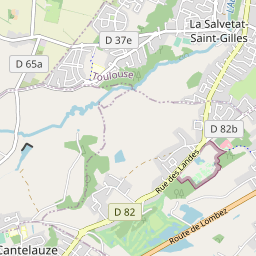 La Salvetat-
Saint-Gilles
D 37e
D 65a
Toulouse
D 82b
Rue des Landes
D 82
Route de Lombez
Cantelauze